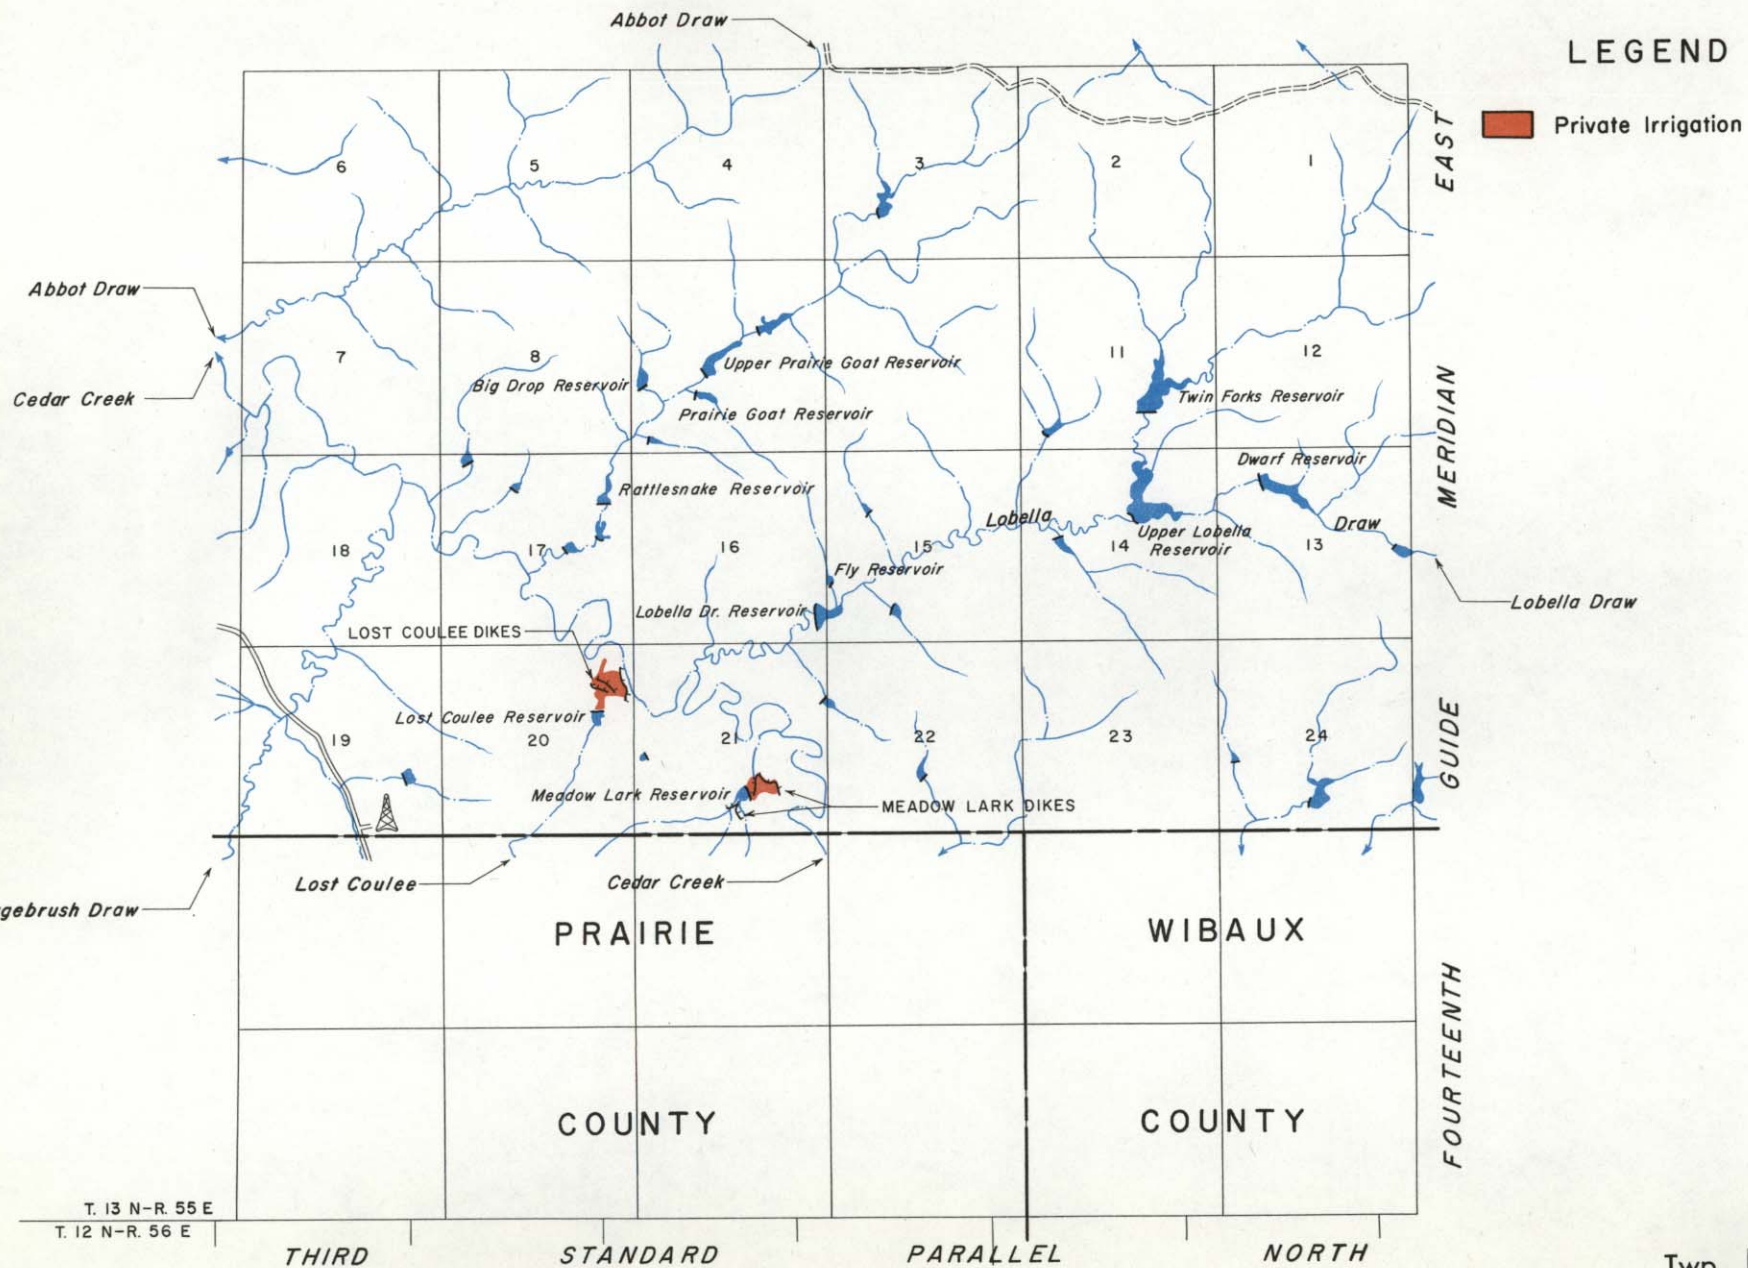 Abbot Draw
LEGEND
Private Irrigation
EAST
6
5
4
3
2
1
Abbot Draw
7
8
11
12
Cedar Creek
Big Drop Reservoir
Upper Prairie Goat Reservoir
Prairie Goat Reservoir
Twin Forks Reservoir
MERIDIAN
Dwarf Reservoir
Rattlesnake Reservoir
Lobella
Draw
Upper Lobella
Reservoir
18
17
16
15
14
13
Fly Reservoir
Lobella Dr. Reservoir
Lobella Draw
LOST COULEE DIKES
Lost Coulee Reservoir
19
20
21
22
23
24
GUIDE
Meadow Lark Reservoir
MEADOW LARK DIKES
Lost Coulee
Cedar Creek
gebrush Draw
PRAIRIE
WIBAUX
FOURTEENTH
COUNTY
COUNTY
T. 13 N-R. 55 E
T. 12 N-R. 56 E
THIRD STANDARD PARALLEL NORTH
Twp.